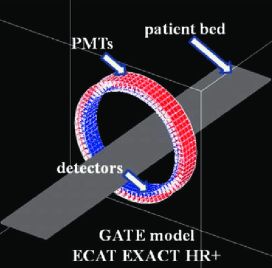 patient bed
PMTs
detectors
GATE model
ECAT EXACT HR+